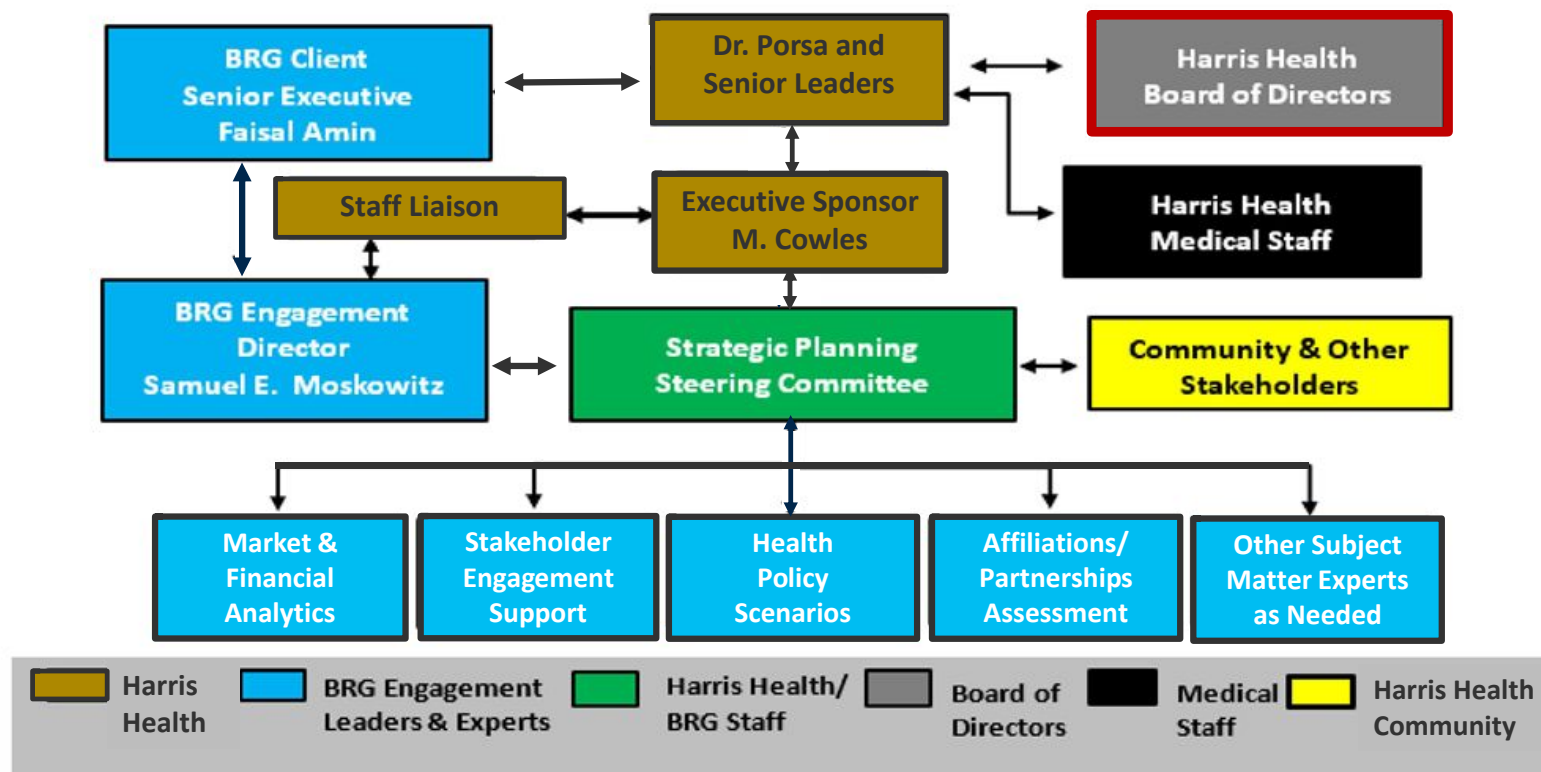 BRG Client
Senior Executive
Faisal Amin
Dr. Porsa and
Senior Leaders
Harris Health
Board of Directors
Staff Liaison
Executive Sponsor
M. Cowles
Harris Health
Medical Staff
BRG Engagement
Director
Samuel E. Moskowitz
Strategic Planning
Steering Committee
Community & Other
Stakeholders
Market &
Financial
Analytics
Stakeholder
Engagement
Support
Health
Policy
Scenarios
Affiliations/
Partnerships
Assessment
Other Subject
Matter Experts
as Needed
Harris
Health
BRG Engagement
Leaders & Experts
Harris Health/
BRG Staff
Board of
Directors
Medical
Staff
Harris Health
Community